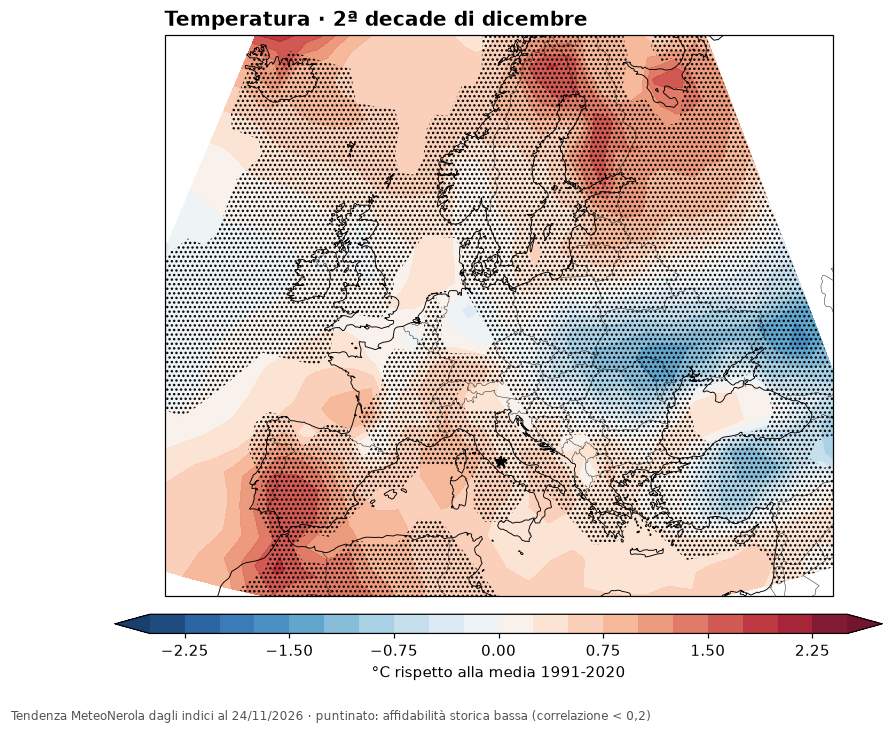 Temperatura · 2ª decade di dicembre
−2.25 −1.50 −0.75 0.00 0.75 1.50 2.25
°C rispetto alla media 1991-2020
Tendenza MeteoNerola dagli indici al 24/11/2026 · puntinato: affidabilità storica bassa (correlazione < 0,2)